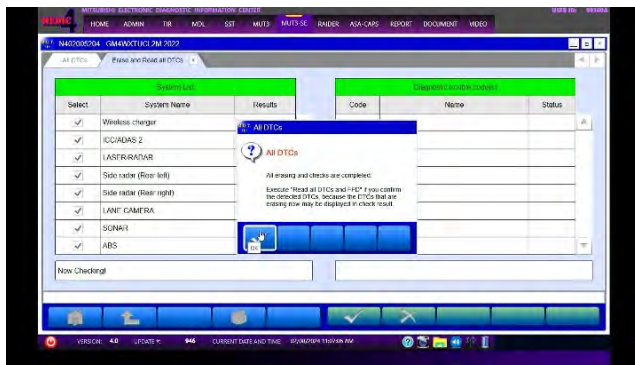 MITSUBISHI ELECTRONIC DIAGNOSTIC INFORMATION CENTER
HOME ADMIN TIR MDL SST MUT3 MUT3-SE RAIDER ASA-CAPS REPORT DOCUMENT VIDEO
N402005204 GM4WXTUCL2M 2022
All DTCs Erase and Read all DTCs
System List
Select System Name Results
Code Name Status
Wireless charger
ICC/ADAS 2
LASER-RADAR
Side radar (Rear left)
Side radar (Rear right)
LANE CAMERA
SONAR
ABS
All DTCs
All DTCs
All erasing and checks are completed.
Execute "Read all DTCs and FFD" if you confirm
the detected DTCs, because the DTCs that are
erasing now may be displayed in check result.
OK
Now Checking!
VERSION: 4.0 UPDATE #: 946 CURRENT DATE AND TIME